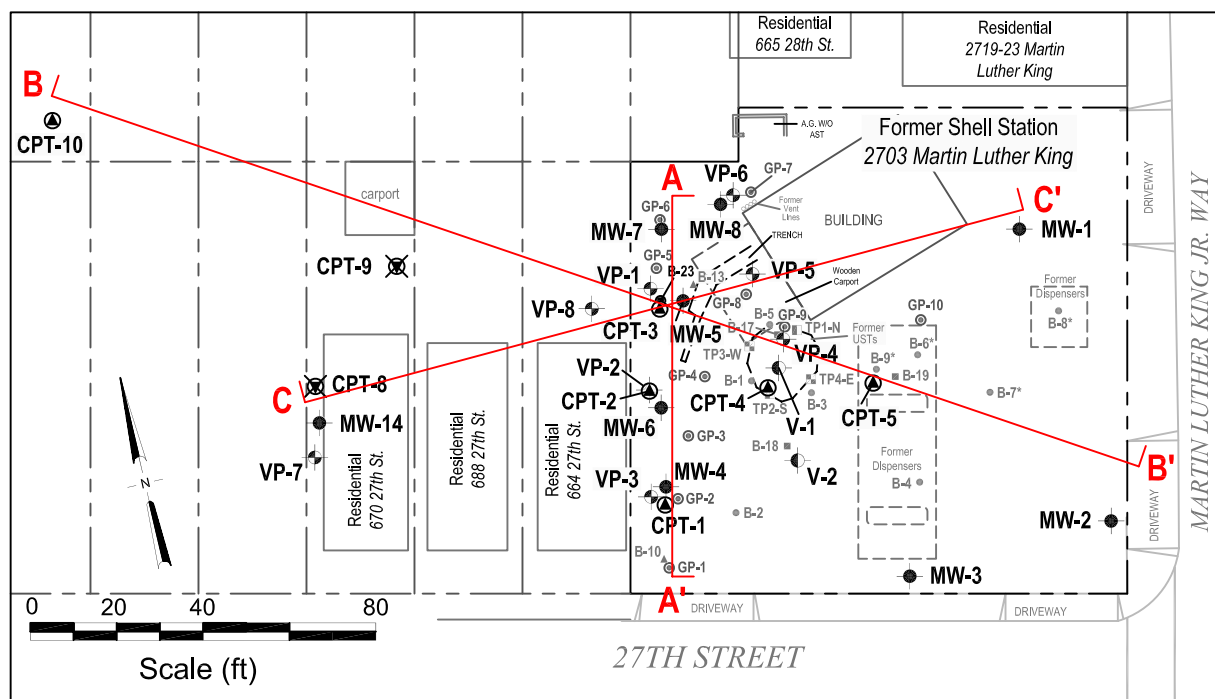 Residential
665 28th St.
Residential
2719-23 Martin
Luther King
B
CPT-10
A.G. W/O
AST
Former Shell Station
2703 Martin Luther King
DRIVEWAY
carport
A
VP-6
GP-7
Former
Vent
Lines
BUILDING
C'
GP-6
MW-7
MW-8
TRENCH
MW-1
CPT-9
GP-5
VP-1
B-23
B-13
VP-5
Wooden
Carport
Former
Dispensers
B-8*
VP-8
CPT-3
MW-5
GP-8
B-5
GP-9
B-17
TP1-N
Former
USTs
GP-10
TP3-W
VP-4
B-6*
B-9*
B-19
C
CPT-8
VP-2
CPT-2
GP-4
B-1
TP4-E
CPT-4
TP2-S
B-3
V-1
CPT-5
B-7*
MW-14
MW-6
GP-3
VP-7
Residential
670 27th St.
Residential
688 27th St.
Residential
664 27th St.
B-18
V-2
Former
Dispensers
B-4
B'
N
VP-3
MW-4
GP-2
CPT-1
B-2
MW-2
DRIVEWAY
MARTIN LUTHER KING JR. WAY
B-10
GP-1
MW-3
A'
0 20 40 80
Scale (ft)
DRIVEWAY
DRIVEWAY
27TH STREET